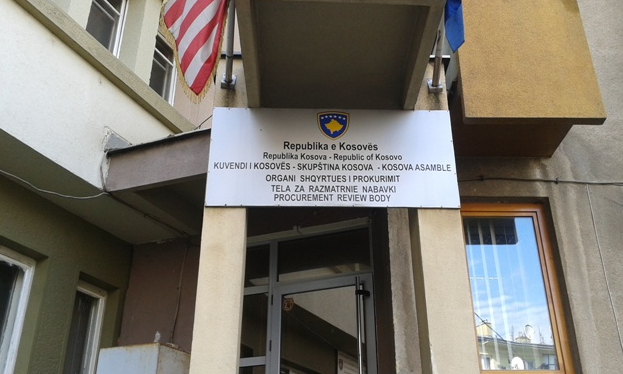 Republika e Kosovës
Republika Kosova - Republic of Kosovo
KUVENDI I KOSOVËS - SKUPŠTINA KOSOVA - KOSOVA ASAMBLE
ORGANI SHQYRTUES I PROKURIMIT
TELA ZA RAZMATRNIE NABAVKI
PROCUREMENT REVIEW BODY